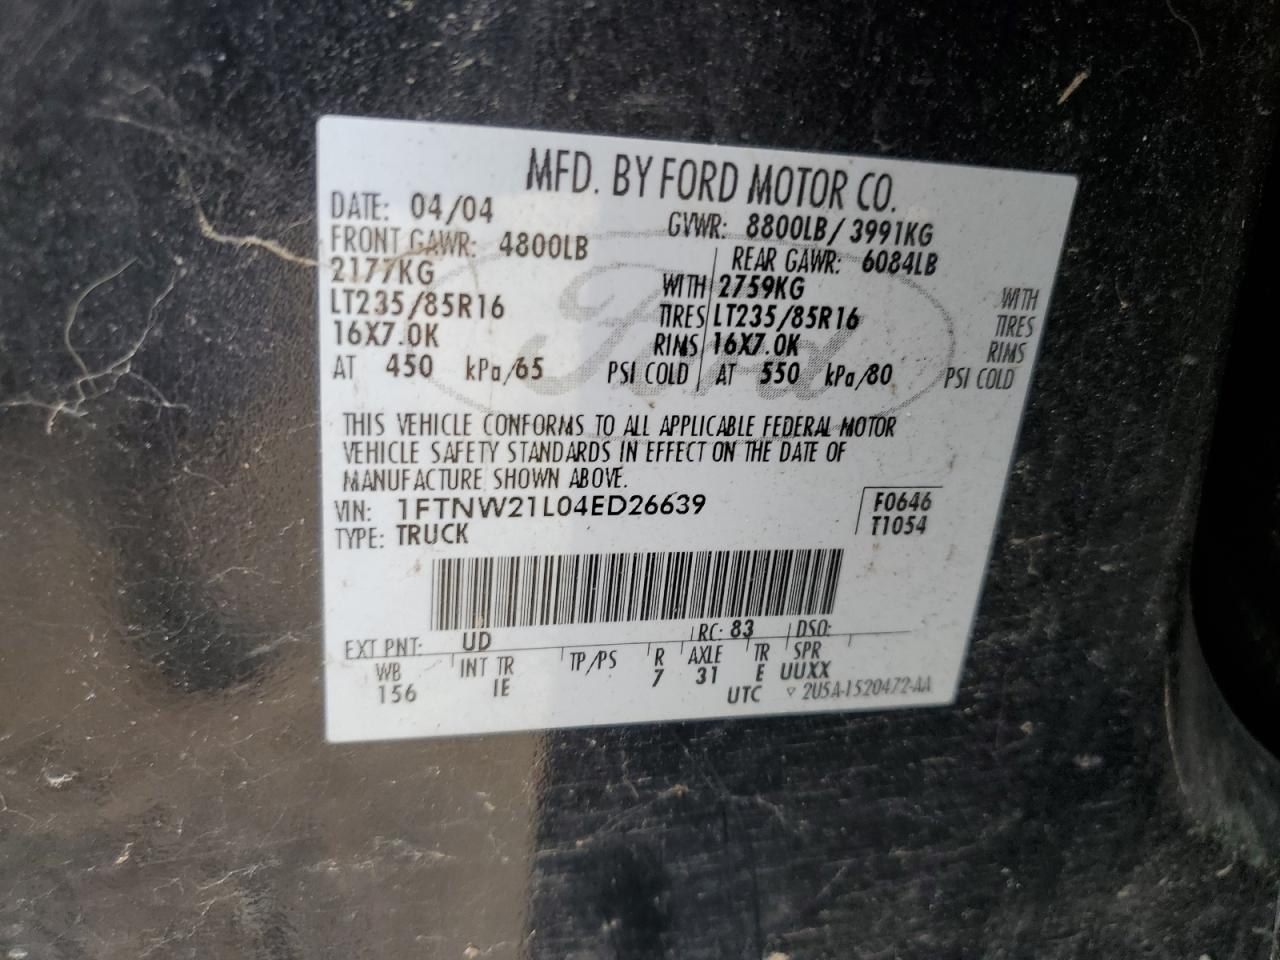 MFD. BY FORD MOTOR CO.
DATE: 04/04 GVWR: 8800LB/ 3991KG
FRONT GAWR: 4800LB REAR GAWR: 6084LB
2177KG WITH 2759KG WITH
LT235/85R16 TIRES LT235/85R16 TIRES
16X7.0K RIMS 16X7.0K RIMS
AT 450 kPa/65 PSI COLD AT 550 kPa/80 PSI COLD
Ford
THIS VEHICLE CONFORMS TO ALL APPLICABLE FEDERAL MOTOR
VEHICLE SAFETY STANDARDS IN EFFECT ON THE DATE OF
MANUFACTURE SHOWN ABOVE.
VIN: 1FTNW21L04ED26639 F0646
TYPE: TRUCK T1054
EXT PNT: UD RC: 83 DSO:
WB INT TR TP/PS R AXLE TR SPR
156 IE 7 31 E UUXX
UTC ▽ 2U5A-1520472-AA